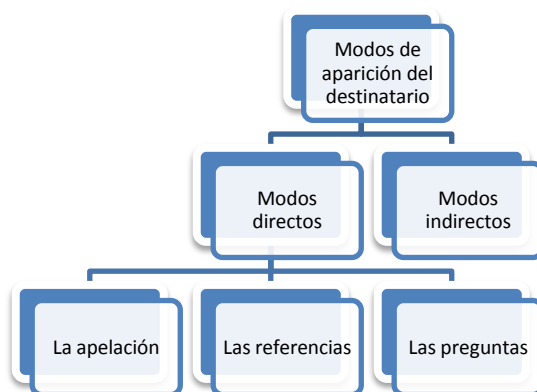 Modos de
aparición del
destinatario
Modos
directos
Modos
indirectos
La apelación
Las referencias
Las preguntas